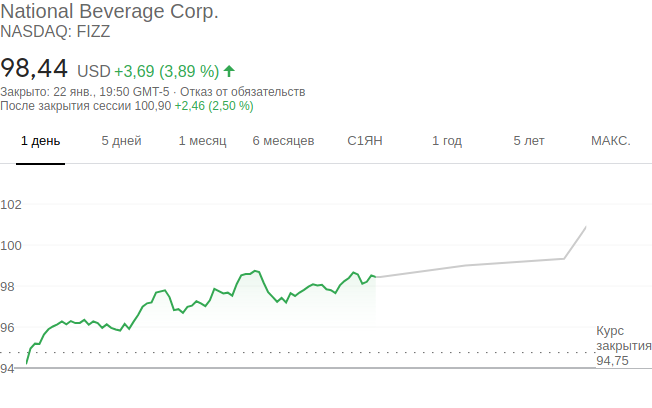 National Beverage Corp.
NASDAQ: FIZZ
98,44 USD +3,69 (3,89 %)
Закрыто: 22 янв., 19:50 GMT-5 · Отказ от обязательств
После закрытия сессии 100,90 +2,46 (2,50 %)
1 день 5 дней 1 месяц 6 месяцев С1ЯН 1 год 5 лет МАКС.
102
100
98
96
Курс
закрытия
94,75
94